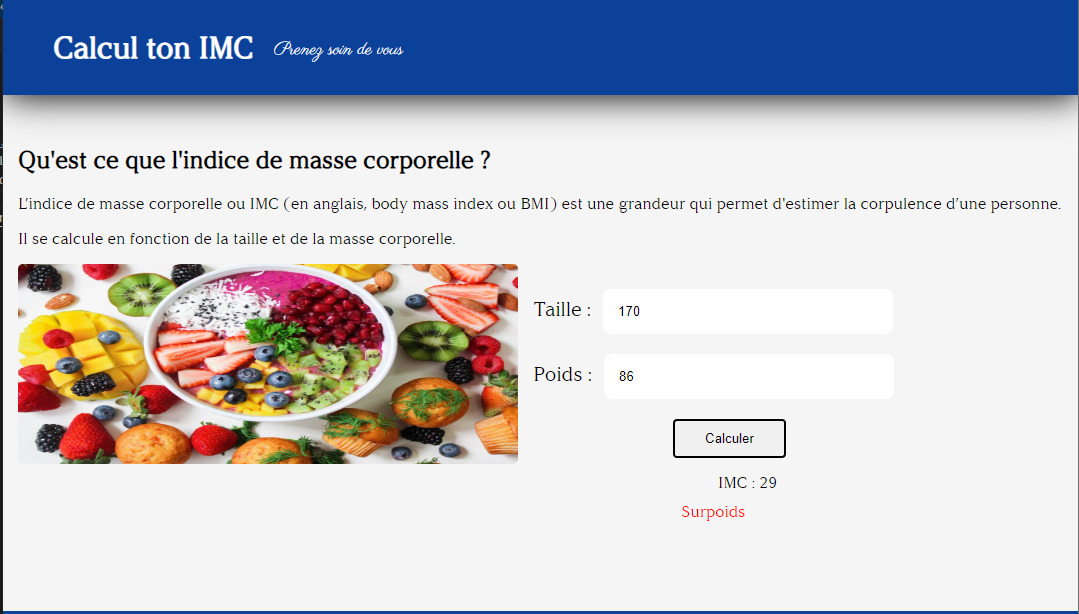 Calcul ton IMC
Prenez soin de vous
Qu'est ce que l'indice de masse corporelle ?
L’indice de masse corporelle ou IMC (en anglais, body mass index ou BMI) est une grandeur qui permet d’estimer la corpulence d’une personne.
Il se calcule en fonction de la taille et de la masse corporelle.
Taille : 170
Poids : 86
Calculer
IMC : 29
Surpoids